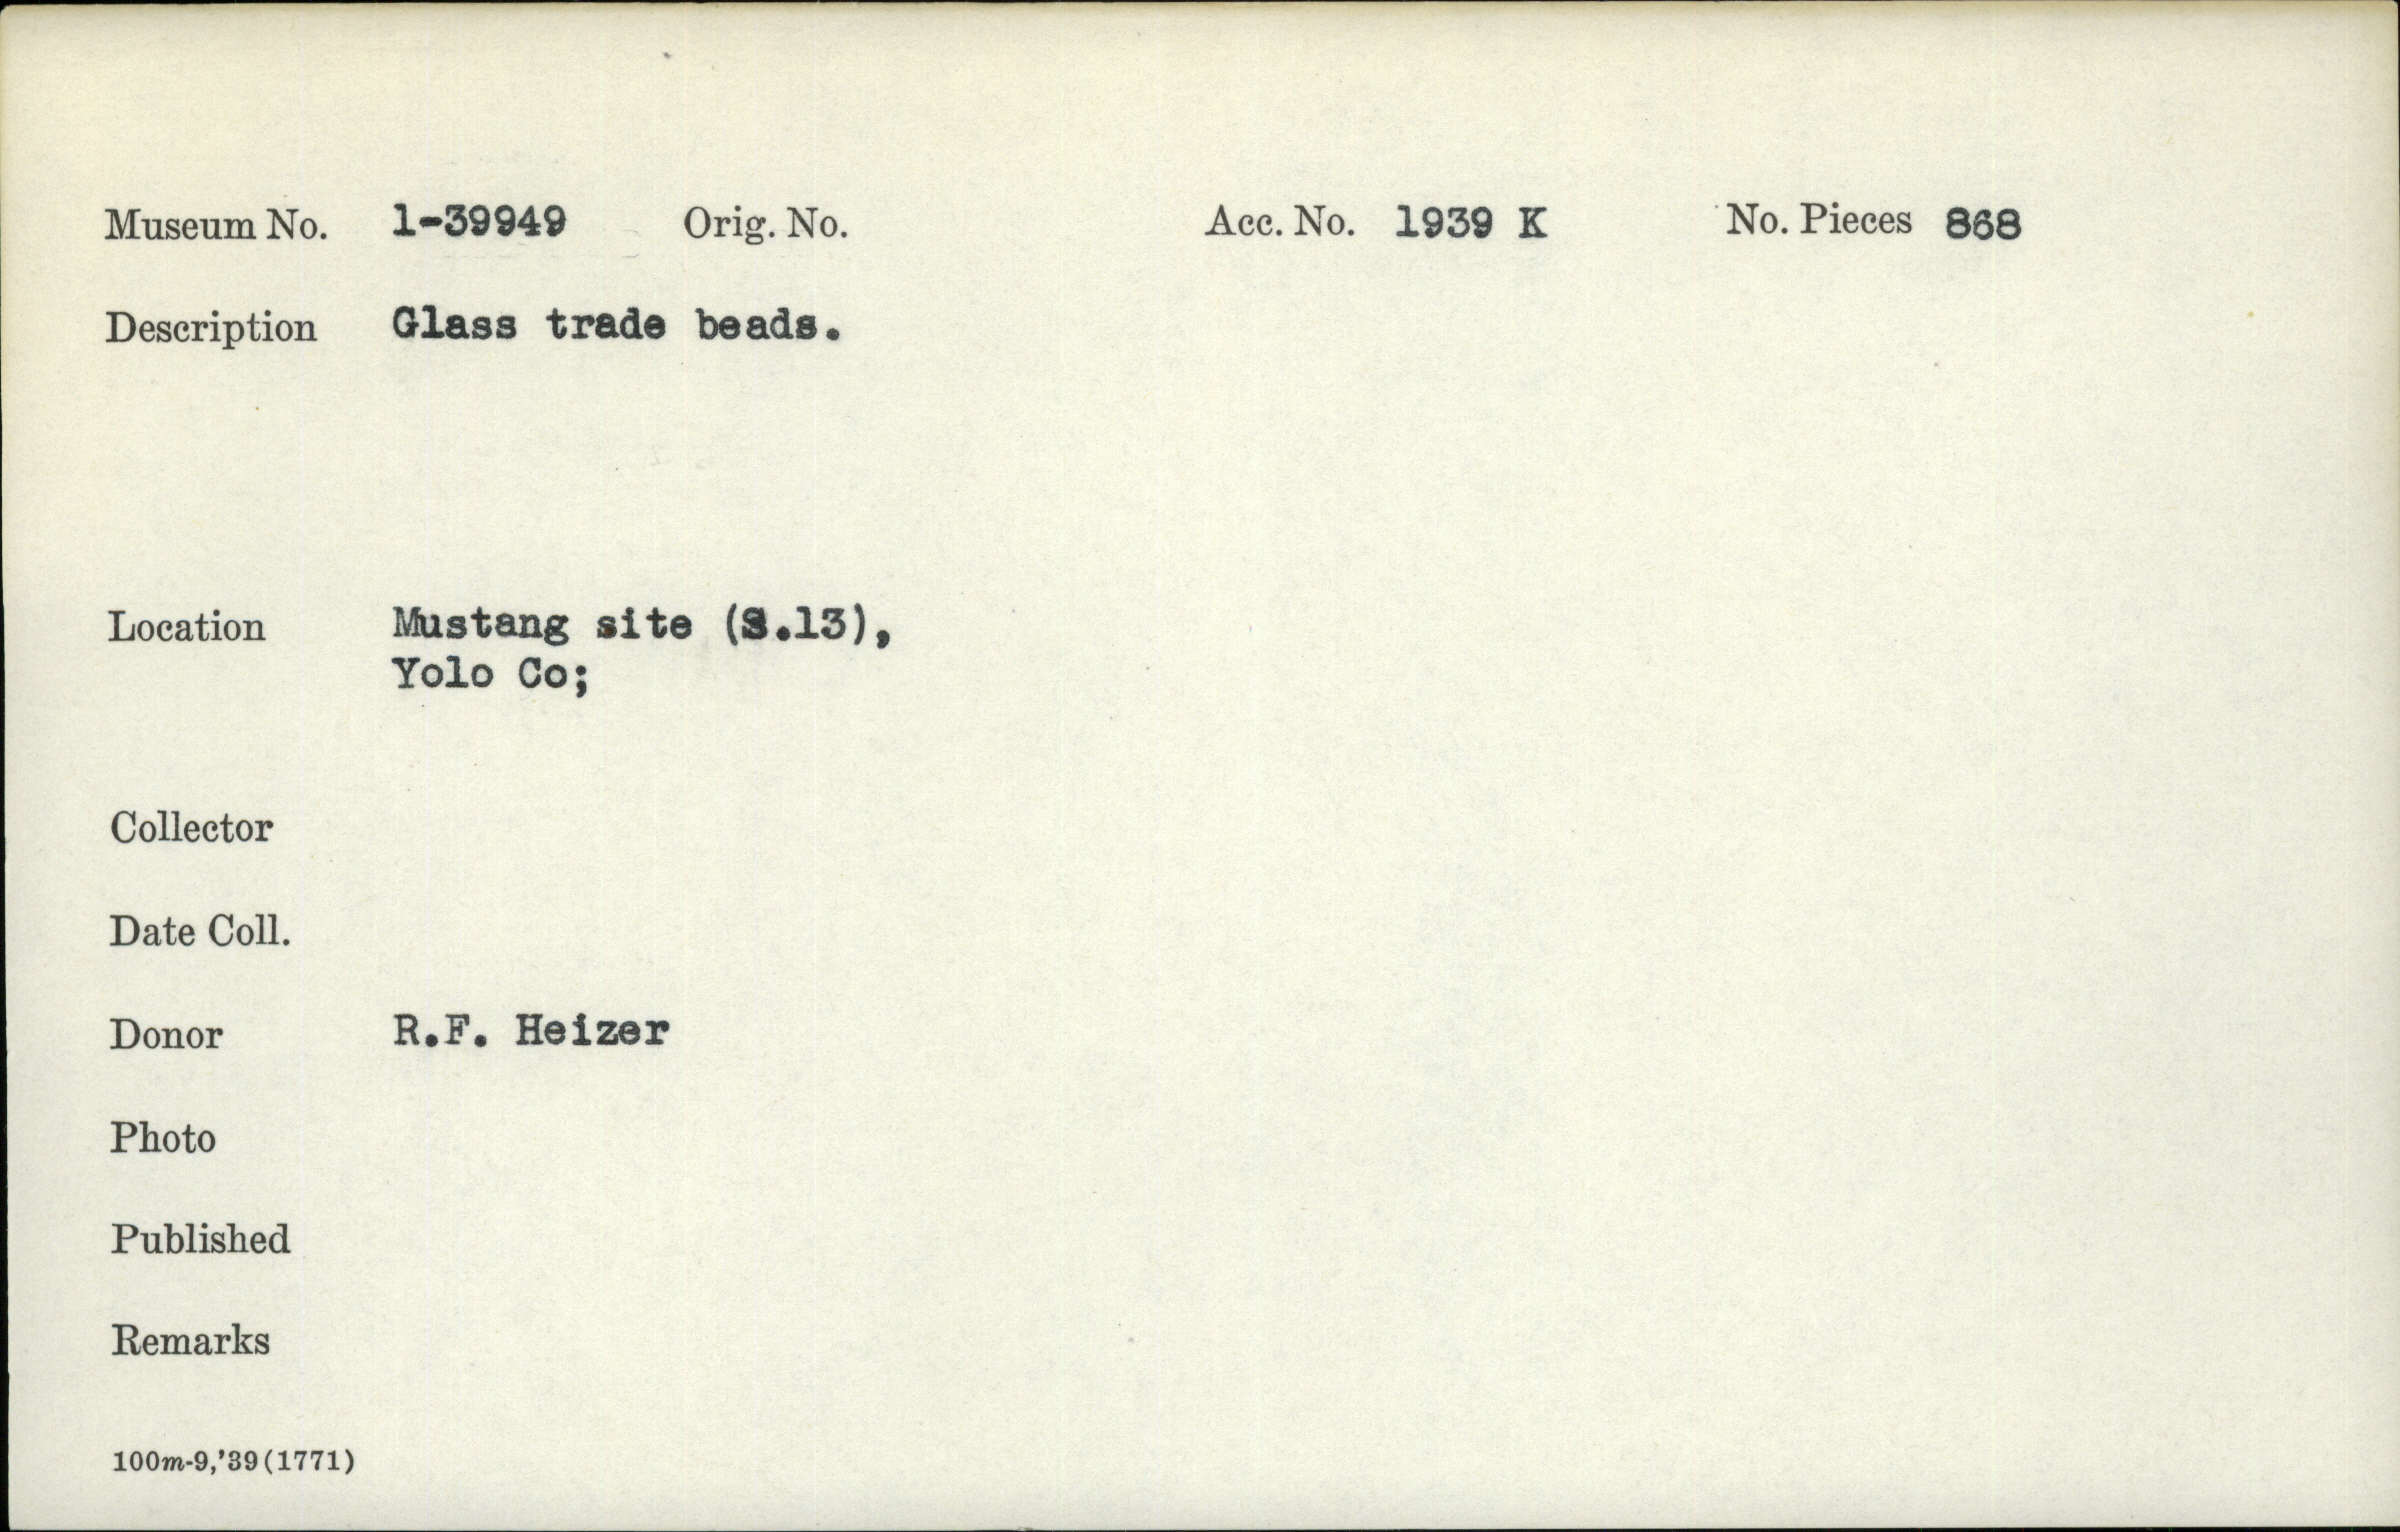 Museum No. 1-39949 Orig. No. Acc. No. 1939 K No. Pieces 868
Description Glass trade beads.
Location Mustang site (S.13),
Yolo Co;
Collector
Date Coll.
Donor R.F. Heizer
Photo
Published
Remarks
100m-9,'39(1771)